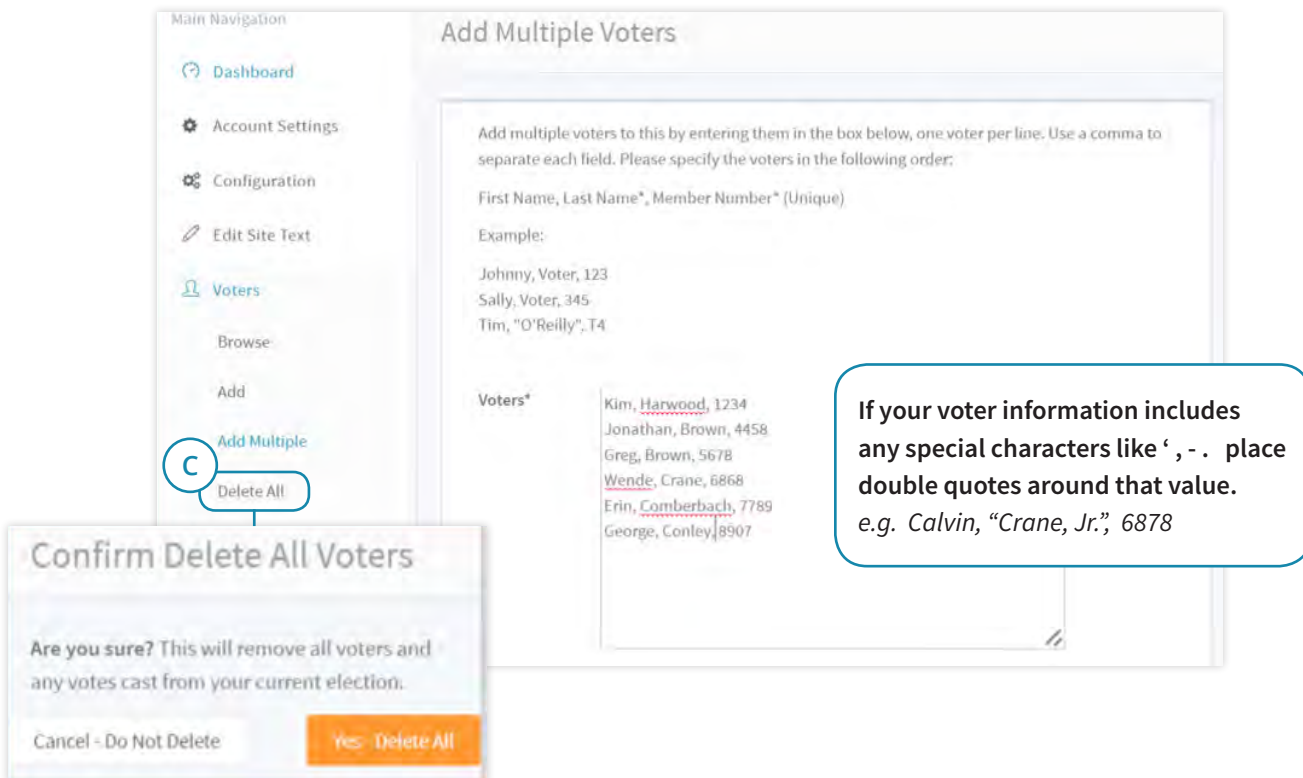 Main Navigation
Dashboard
Account Settings
Configuration
Edit Site Text
Voters
Browse
Add
Add Multiple
C
Delete All
Add Multiple Voters
Add multiple voters to this by entering them in the box below, one voter per line. Use a comma to
separate each field. Please specify the voters in the following order:
First Name, Last Name*, Member Number* (Unique)
Example:
Johnny, Voter, 123
Sally, Voter, 345
Tim, "O'Reilly", T4
Voters*
Kim, Harwood, 1234
Jonathan, Brown, 4458
Greg, Brown, 5678
Wende, Crane, 6868
Erin, Comberbach, 7789
George, Conley, 8907
If your voter information includes
any special characters like ‘ , - . place
double quotes around that value.
e.g. Calvin, “Crane, Jr.”, 6878
Confirm Delete All Voters
Are you sure? This will remove all voters and
any votes cast from your current election.
Cancel - Do Not Delete
Yes - Delete All